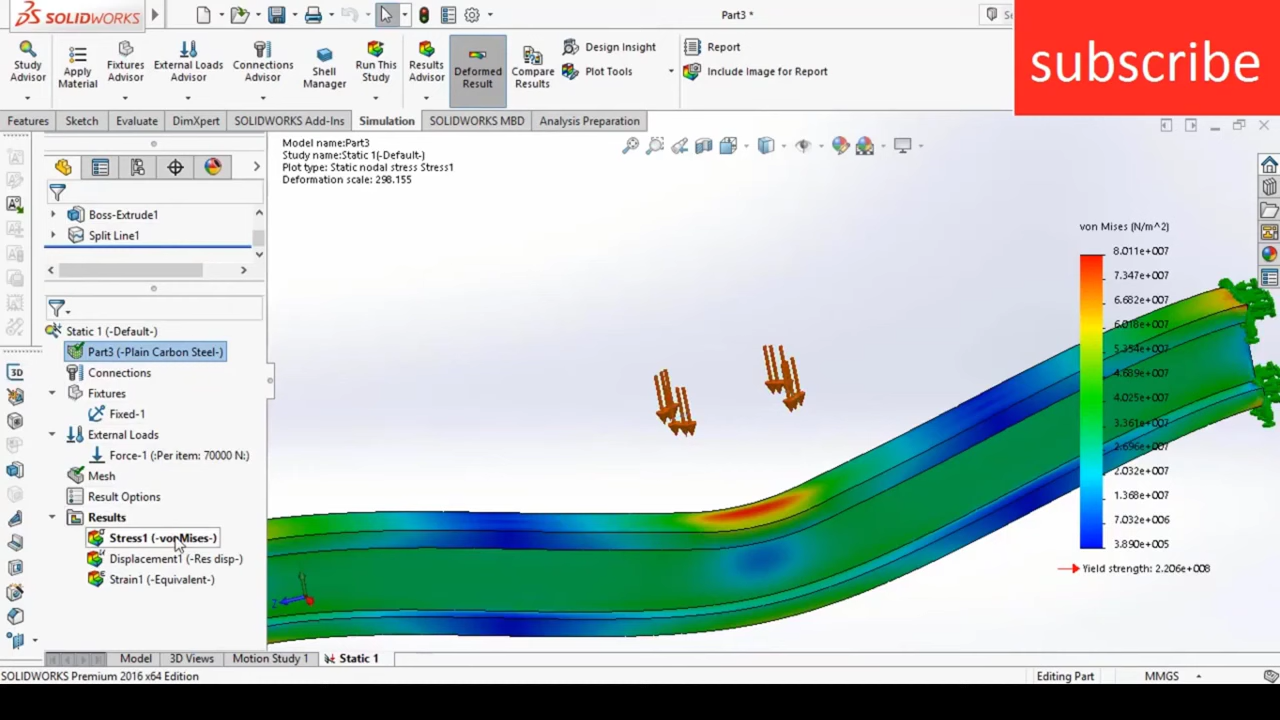 SOLIDWORKS
Part3 *
subscribe
Study Advisor
Apply Material
Fixtures Advisor
External Loads Advisor
Connections Advisor
Shell Manager
Run This Study
Results Advisor
Deformed Result
Compare Results
Design Insight
Plot Tools
Report
Include Image for Report
Features
Sketch
Evaluate
DimXpert
SOLIDWORKS Add-Ins
Simulation
SOLIDWORKS MBD
Analysis Preparation
Model name:Part3
Study name:Static 1(-Default-)
Plot type: Static nodal stress Stress1
Deformation scale: 298.155
Boss-Extrude1
Split Line1
Static 1 (-Default-)
Part3 (-Plain Carbon Steel-)
Connections
Fixtures
Fixed-1
External Loads
Force-1 (:Per item: 70000 N:)
Mesh
Result Options
Results
Stress1 (-vonMises-)
Displacement1 (-Res disp-)
Strain1 (-Equivalent-)
von Mises (N/m^2)
8.011e+007
7.347e+007
6.682e+007
6.018e+007
5.354e+007
4.689e+007
4.025e+007
3.361e+007
2.696e+007
2.032e+007
1.368e+007
7.032e+006
3.890e+005
Yield strength: 2.206e+008
3D
Z
Model
3D Views
Motion Study 1
Static 1
SOLIDWORKS Premium 2016 x64 Edition
Editing Part
MMGS